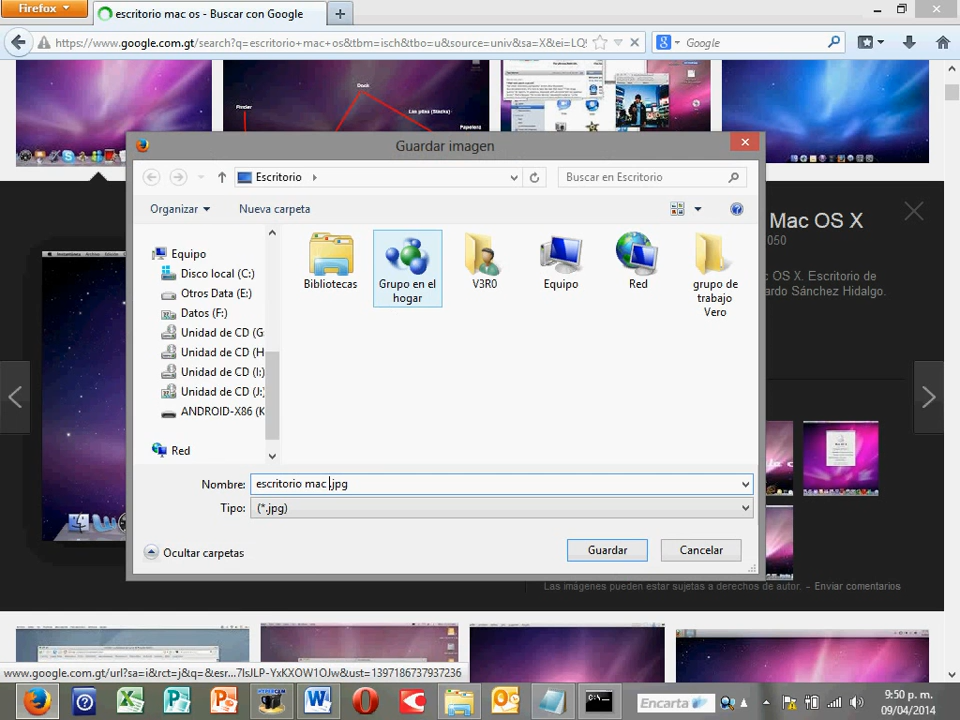 Firefox
escritorio mac os - Buscar con Google
https://www.google.com.gt/search?q=escritorio+mac+os&tbm=isch&tbo=u&source=univ&sa=X&ei=LQ
Google
Dock
Finder
Las pilas (Stacks)
Papelera
Guardar imagen
Escritorio
Buscar en Escritorio
Organizar
Nueva carpeta
Mac OS X
050
OS X. Escritorio de
ardo Sánchez Hidalgo.
Equipo
Disco local (C:)
Otros Data (E:)
Datos (F:)
Unidad de CD (G
Unidad de CD (H
Unidad de CD (I:)
Unidad de CD (J:)
ANDROID-X86 (K
Red
Bibliotecas
Grupo en el hogar
V3R0
Equipo
Red
grupo de trabajo Vero
Nombre: escritorio mac .jpg
Tipo: (*.jpg)
Ocultar carpetas
Guardar
Cancelar
Las imágenes pueden estar sujetas a derechos de autor. - Enviar comentarios
www.google.com.gt/url?sa=i&rct=j&q=&esr...7IsJLP-YxKXOW1OJw&ust=1397186737937236
Encarta
9:50 p. m.
09/04/2014